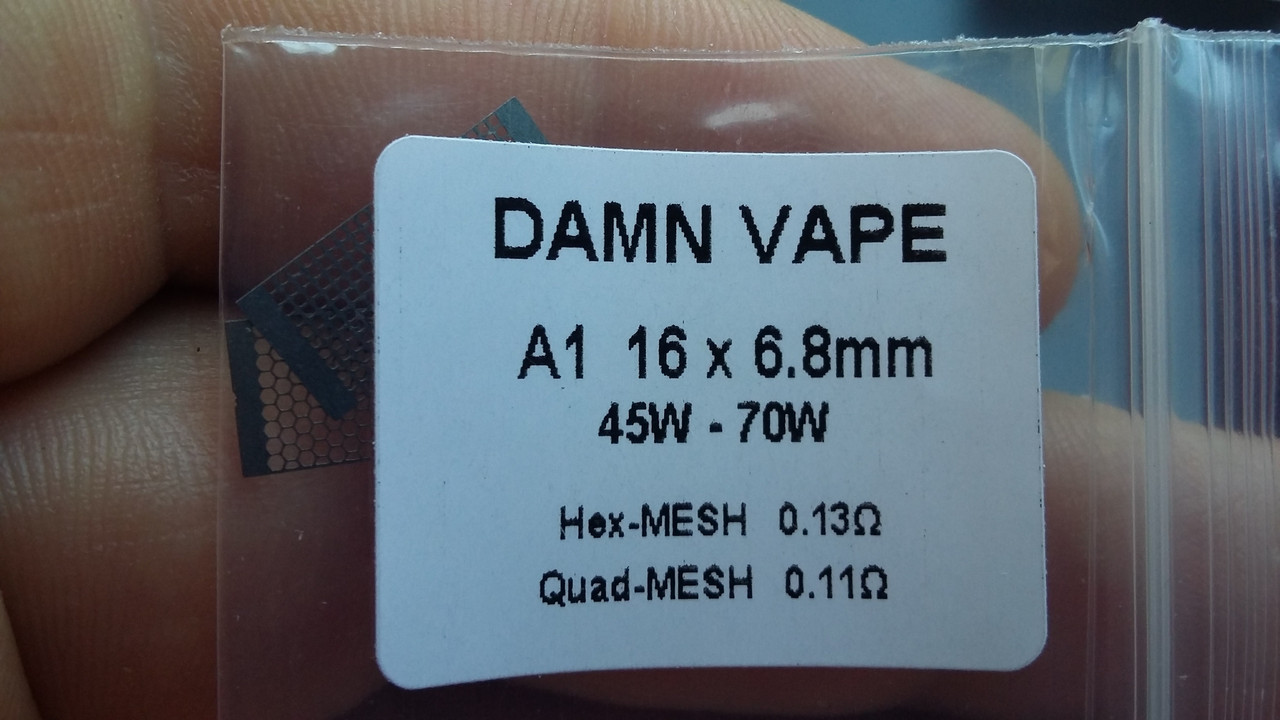 DAMN VAPE
A1 16 x 6.8mm
45W - 70W
Hex-MESH 0.13Ω
Quad-MESH 0.11Ω